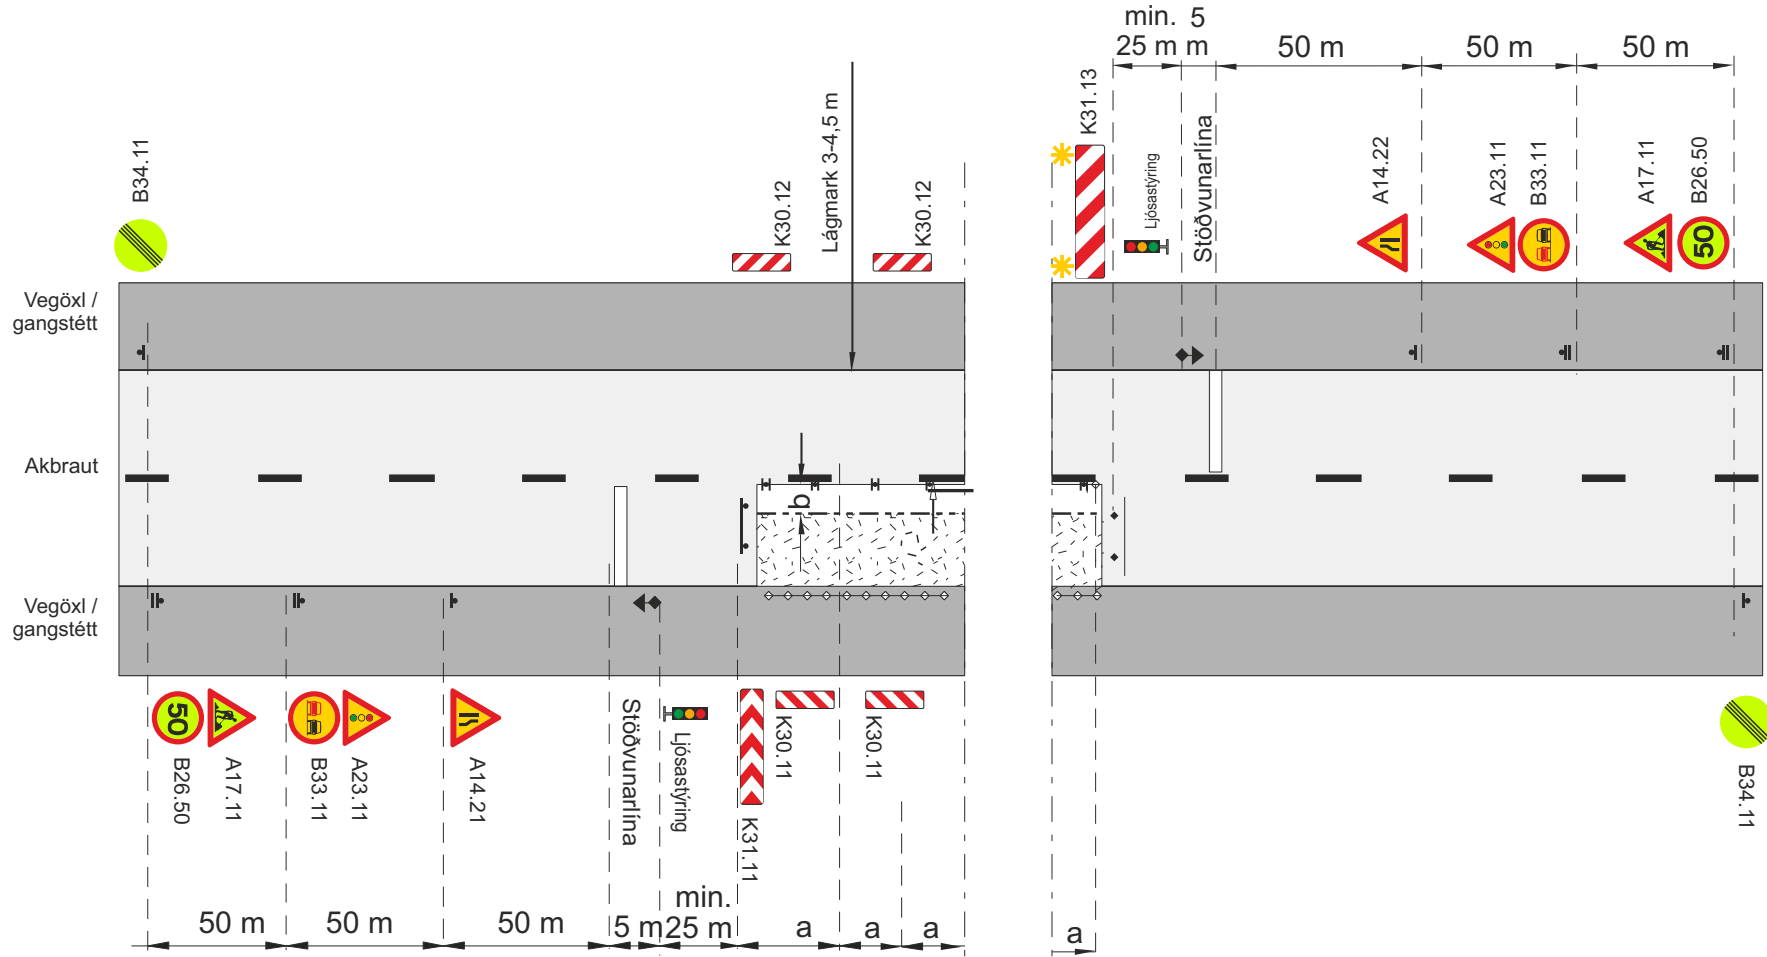 min. 5
25 m m
50 m
50 m
50 m
B34.11
K30.12
Lágmark 3-4,5 m
K30.12
K31.13
Ljósastýring
Stöðvunarlína
A14.22
A23.11
B33.11
A17.11
B26.50
50
Vegöxl /
gangstétt
Akbraut
b
Vegöxl /
gangstétt
50
B26.50
A17.11
B33.11
A23.11
A14.21
Stöðvunarlína
Ljósastýring
K31.11
K30.11
K30.11
B34.11
50 m
50 m
50 m
5 m
min.
25 m
a
a
a
a